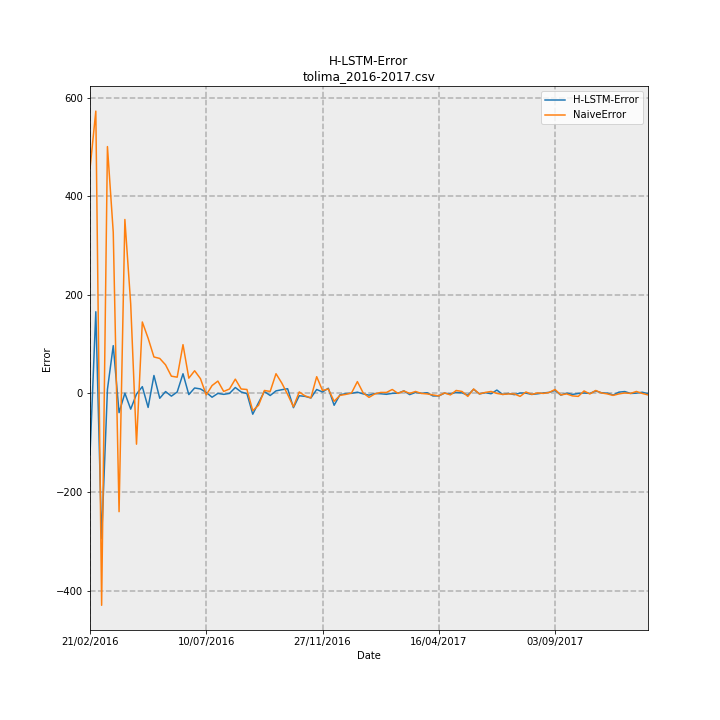 H-LSTM-Error
tolima_2016-2017.csv
H-LSTM-Error
NaiveError
600
400
200
0
−200
−400
Error
21/02/2016
10/07/2016
27/11/2016
16/04/2017
03/09/2017
Date